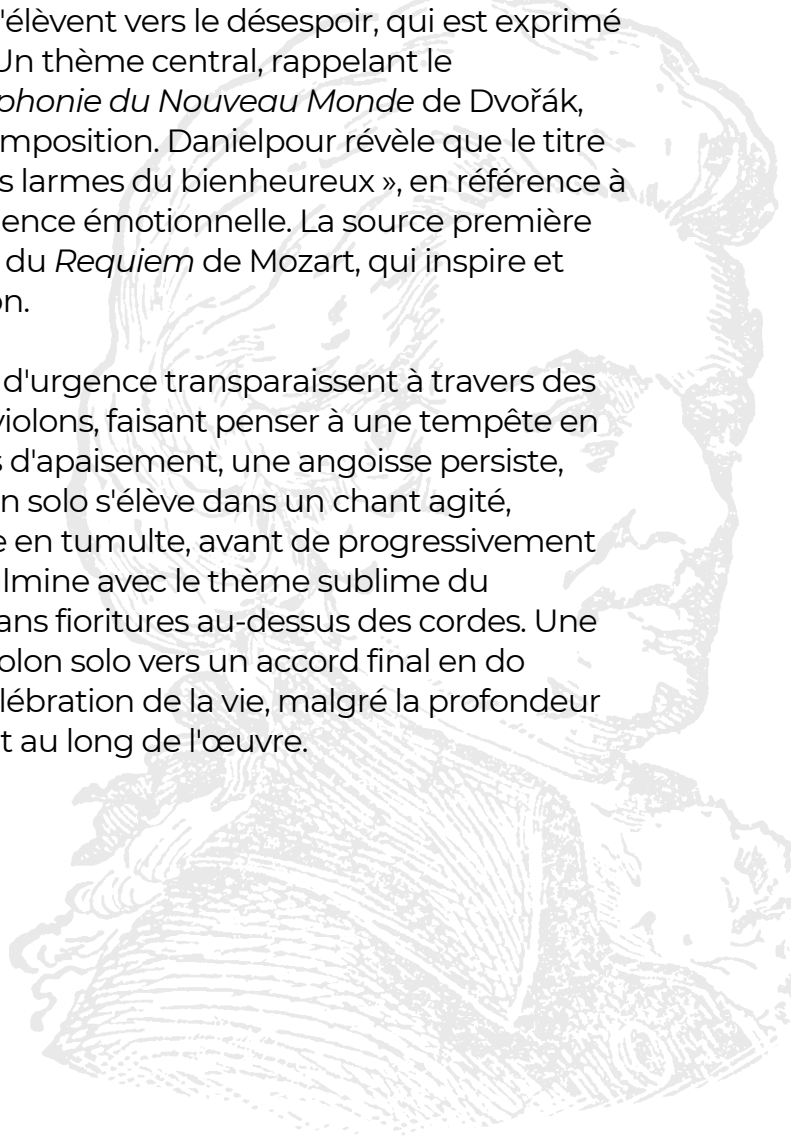 'élèvent vers le désespoir, qui est exprimé
Un thème central, rappelant le
phonie du Nouveau Monde de Dvořák,
mposition. Danielpour révèle que le titre
s larmes du bienheureux », en référence à
ence émotionnelle. La source première
du Requiem de Mozart, qui inspire et
on.
d'urgence transparaissent à travers des
violons, faisant penser à une tempête en
s d'apaisement, une angoisse persiste,
n solo s'élève dans un chant agité,
e en tumulte, avant de progressivement
lmine avec le thème sublime du
ans fioritures au-dessus des cordes. Une
olon solo vers un accord final en do
lébration de la vie, malgré la profondeur
t au long de l'œuvre.